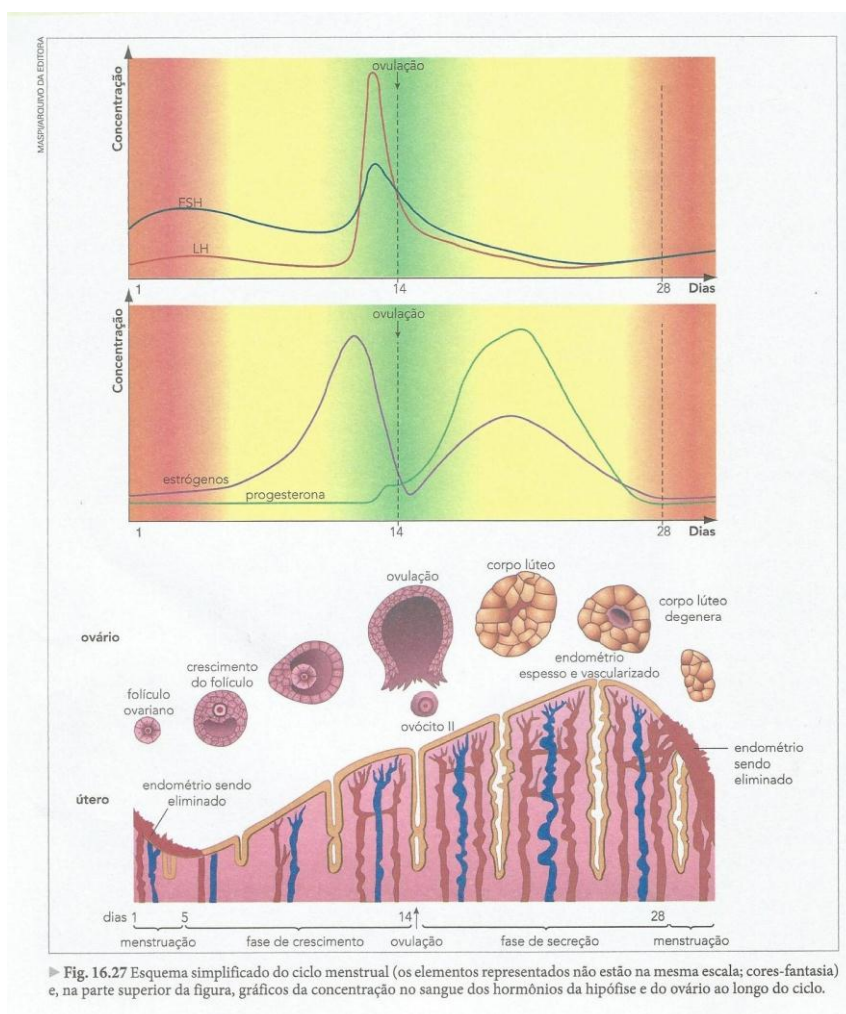 MASPI/ARQUIVO DA EDITORA
Concentração
ovulação
FSH
LH
1
14
28
Dias
Concentração
ovulação
estrógenos
progesterona
1
14
28
Dias
ovário
folículo
ovariano
crescimento
do folículo
ovulação
ovócito II
corpo lúteo
corpo lúteo
degenera
endométrio
espesso e vascularizado
endométrio
sendo
eliminado
útero
endométrio sendo
eliminado
dias 1 5 14 28
menstruação fase de crescimento ovulação fase de secreção menstruação
▶ Fig. 16.27 Esquema simplificado do ciclo menstrual (os elementos representados não estão na mesma escala; cores-fantasia)
e, na parte superior da figura, gráficos da concentração no sangue dos hormônios da hipófise e do ovário ao longo do ciclo.